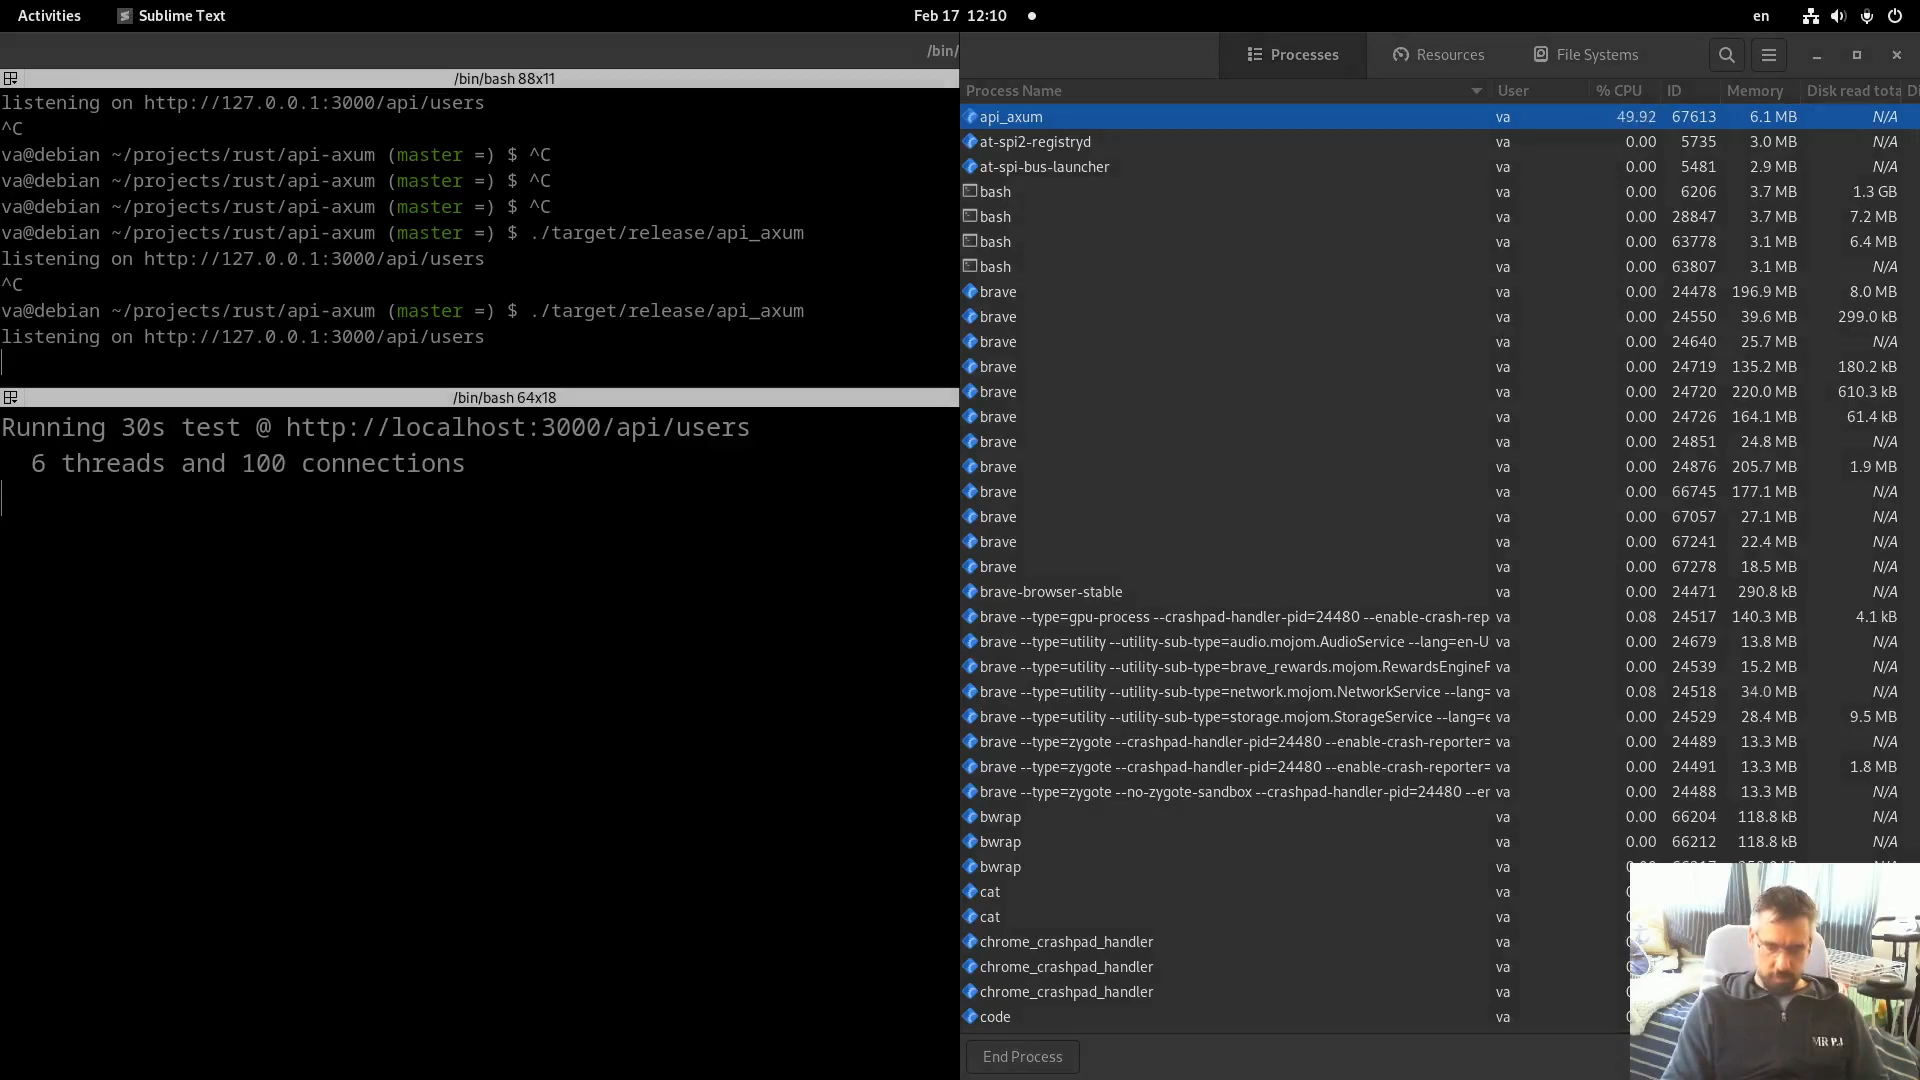 Activities
Sublime Text
Feb 17 12:10
en
/bin/
/bin/bash 88x11
listening on http://127.0.0.1:3000/api/users
^C
va@debian ~/projects/rust/api-axum (master =) $ ^C
va@debian ~/projects/rust/api-axum (master =) $ ^C
va@debian ~/projects/rust/api-axum (master =) $ ^C
va@debian ~/projects/rust/api-axum (master =) $ ./target/release/api_axum
listening on http://127.0.0.1:3000/api/users
^C
va@debian ~/projects/rust/api-axum (master =) $ ./target/release/api_axum
listening on http://127.0.0.1:3000/api/users
/bin/bash 64x18
Running 30s test @ http://localhost:3000/api/users
6 threads and 100 connections
Processes Resources File Systems
Process Name User % CPU ID Memory Disk read tota Di
api_axum va 49.92 67613 6.1 MB N/A
at-spi2-registryd va 0.00 5735 3.0 MB N/A
at-spi-bus-launcher va 0.00 5481 2.9 MB N/A
bash va 0.00 6206 3.7 MB 1.3 GB
bash va 0.00 28847 3.7 MB 7.2 MB
bash va 0.00 63778 3.1 MB 6.4 MB
bash va 0.00 63807 3.1 MB N/A
brave va 0.00 24478 196.9 MB 8.0 MB
brave va 0.00 24550 39.6 MB 299.0 kB
brave va 0.00 24640 25.7 MB N/A
brave va 0.00 24719 135.2 MB 180.2 kB
brave va 0.00 24720 220.0 MB 610.3 kB
brave va 0.00 24726 164.1 MB 61.4 kB
brave va 0.00 24851 24.8 MB N/A
brave va 0.00 24876 205.7 MB 1.9 MB
brave va 0.00 66745 177.1 MB N/A
brave va 0.00 67057 27.1 MB N/A
brave va 0.00 67241 22.4 MB N/A
brave va 0.00 67278 18.5 MB N/A
brave-browser-stable va 0.00 24471 290.8 kB N/A
brave --type=gpu-process --crashpad-handler-pid=24480 --enable-crash-rep va 0.08 24517 140.3 MB 4.1 kB
brave --type=utility --utility-sub-type=audio.mojom.AudioService --lang=en-U va 0.00 24679 13.8 MB N/A
brave --type=utility --utility-sub-type=brave_rewards.mojom.RewardsEngineF va 0.00 24539 15.2 MB N/A
brave --type=utility --utility-sub-type=network.mojom.NetworkService --lang= va 0.08 24518 34.0 MB N/A
brave --type=utility --utility-sub-type=storage.mojom.StorageService --lang=e va 0.00 24529 28.4 MB 9.5 MB
brave --type=zygote --crashpad-handler-pid=24480 --enable-crash-reporter= va 0.00 24489 13.3 MB N/A
brave --type=zygote --crashpad-handler-pid=24480 --enable-crash-reporter= va 0.00 24491 13.3 MB 1.8 MB
brave --type=zygote --no-zygote-sandbox --crashpad-handler-pid=24480 --er va 0.00 24488 13.3 MB N/A
bwrap va 0.00 66204 118.8 kB N/A
bwrap va 0.00 66212 118.8 kB N/A
bwrap va
cat va
cat va
chrome_crashpad_handler va
chrome_crashpad_handler va
chrome_crashpad_handler va
code va
End Process
MR P.J